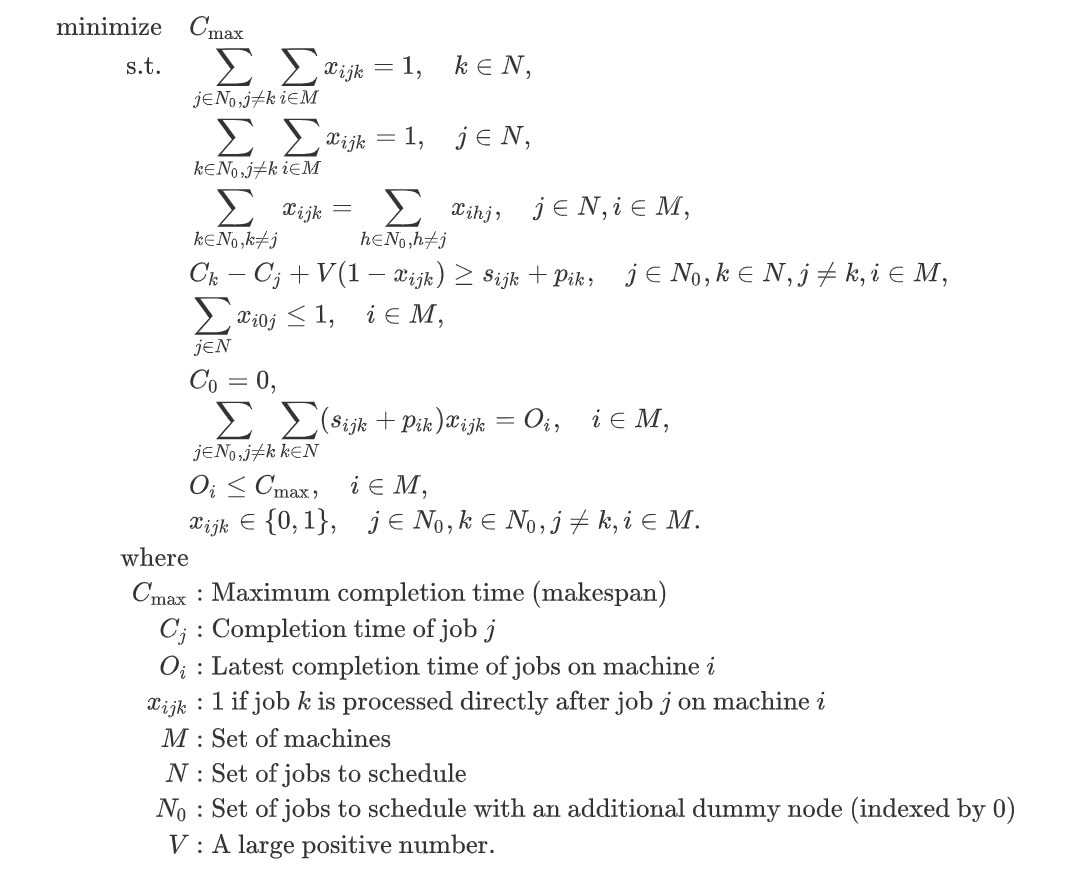 minimize C_max
s.t. ∑_{j∈N_0,j≠k} ∑_{i∈M} x_{ijk} = 1, k ∈ N,
∑_{k∈N_0,j≠k} ∑_{i∈M} x_{ijk} = 1, j ∈ N,
∑_{k∈N_0,k≠j} x_{ijk} = ∑_{h∈N_0,h≠j} x_{ihj}, j ∈ N, i ∈ M,
C_k − C_j + V(1 − x_{ijk}) ≥ s_{ijk} + p_{ik}, j ∈ N_0, k ∈ N, j ≠ k, i ∈ M,
∑_{j∈N} x_{i0j} ≤ 1, i ∈ M,
C_0 = 0,
∑_{j∈N_0,j≠k} ∑_{k∈N} (s_{ijk} + p_{ik})x_{ijk} = O_i, i ∈ M,
O_i ≤ C_max, i ∈ M,
x_{ijk} ∈ {0, 1}, j ∈ N_0, k ∈ N_0, j ≠ k, i ∈ M.
where
C_max : Maximum completion time (makespan)
C_j : Completion time of job j
O_i : Latest completion time of jobs on machine i
x_{ijk} : 1 if job k is processed directly after job j on machine i
M : Set of machines
N : Set of jobs to schedule
N_0 : Set of jobs to schedule with an additional dummy node (indexed by 0)
V : A large positive number.